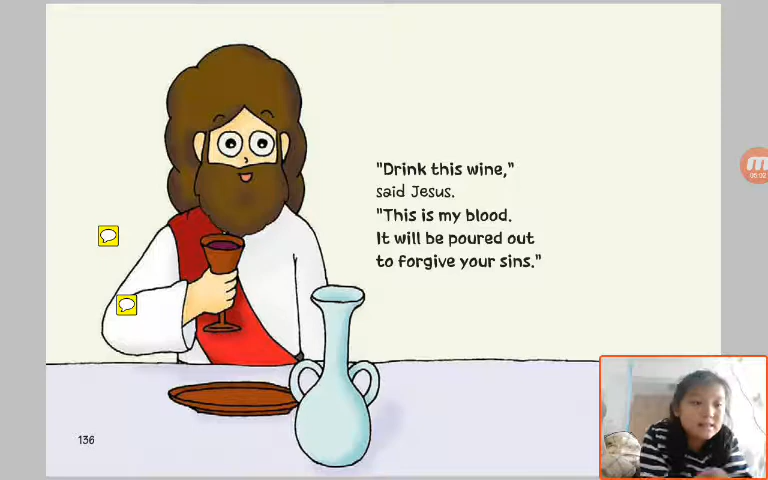 "Drink this wine,"
said Jesus.
"This is my blood.
It will be poured out
to forgive your sins."
136